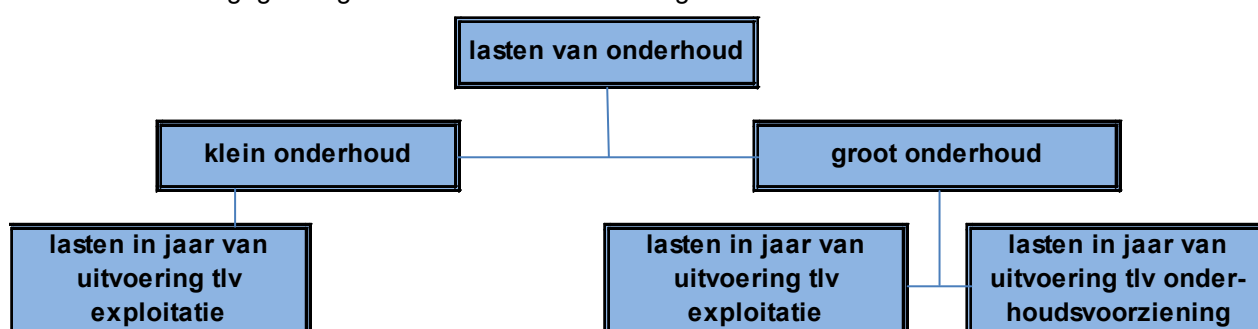 lasten van onderhoud
klein onderhoud
groot onderhoud
lasten in jaar van
uitvoering tlv
exploitatie
lasten in jaar van
uitvoering tlv
exploitatie
lasten in jaar van
uitvoering tlv onder-
houdsvoorziening